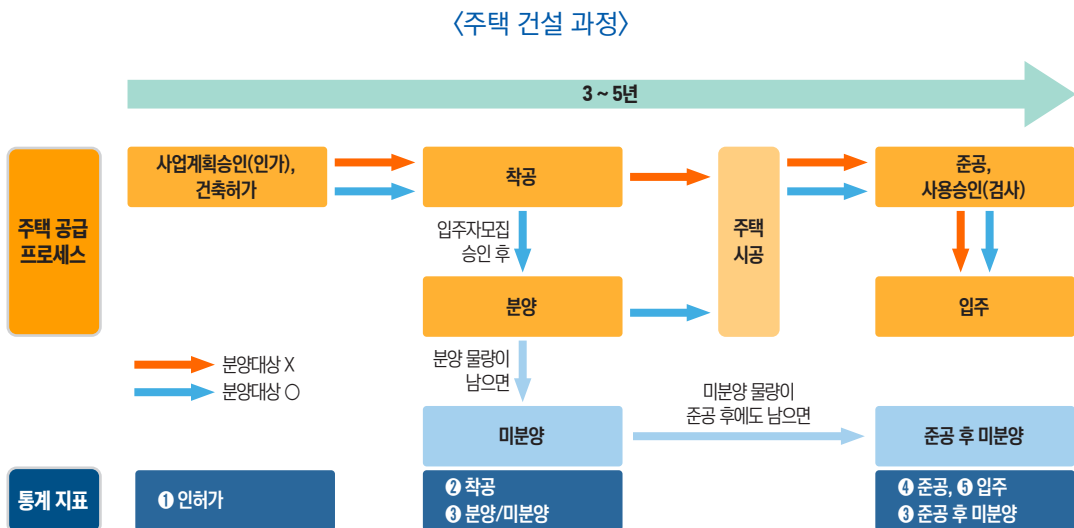 〈주택 건설 과정〉
3 ~ 5년
주택 공급
프로세스
사업계획승인(인가),
건축허가
착공
주택
시공
준공,
사용승인(검사)
입주자모집
승인 후
분양
입주
분양대상 X
분양대상 〇
분양 물량이
남으면
미분양
미분양 물량이
준공 후에도 남으면
준공 후 미분양
통계 지표
❶ 인허가
❷ 착공
❸ 분양/미분양
❹ 준공, ❺ 입주
❸ 준공 후 미분양